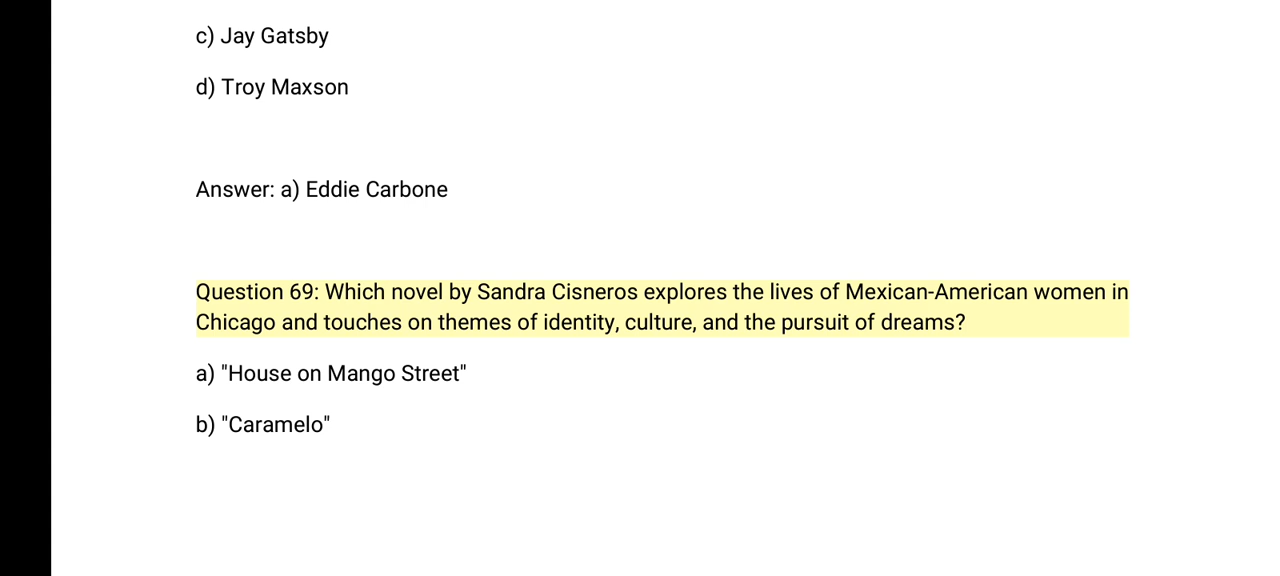 c) Jay Gatsby
d) Troy Maxson
Answer: a) Eddie Carbone
Question 69: Which novel by Sandra Cisneros explores the lives of Mexican-American women in
Chicago and touches on themes of identity, culture, and the pursuit of dreams?
a) "House on Mango Street"
b) "Caramelo"